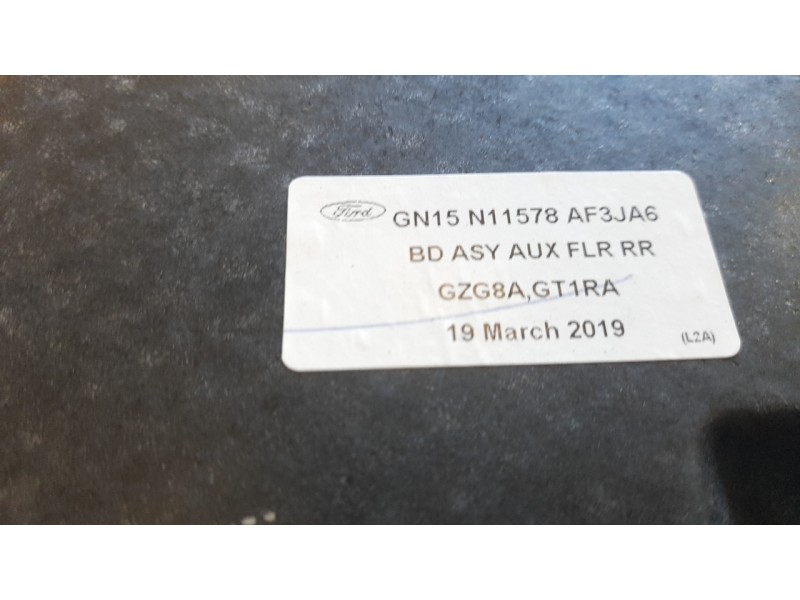 Ford GN15 N11578 AF3JA6
BD ASY AUX FLR RR
GZG8A,GT1RA
19 March 2019 (L2A)